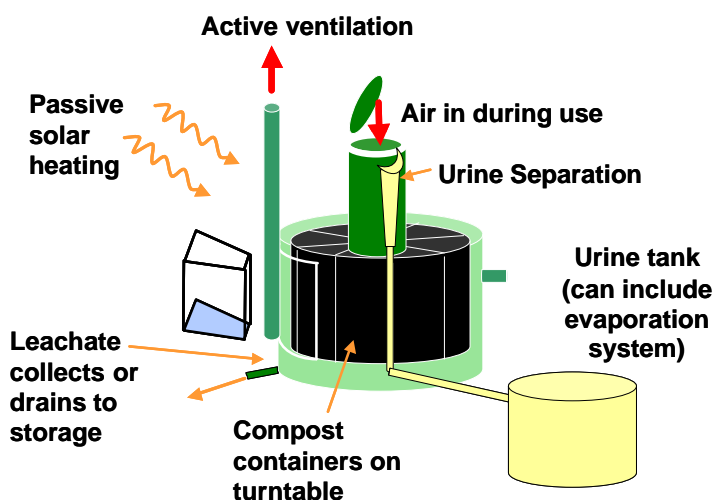 Active ventilation
Passive
solar
heating
Air in during use
Urine Separation
Urine tank
(can include
evaporation
system)
Leachate
collects or
drains to
storage
Compost
containers on
turntable